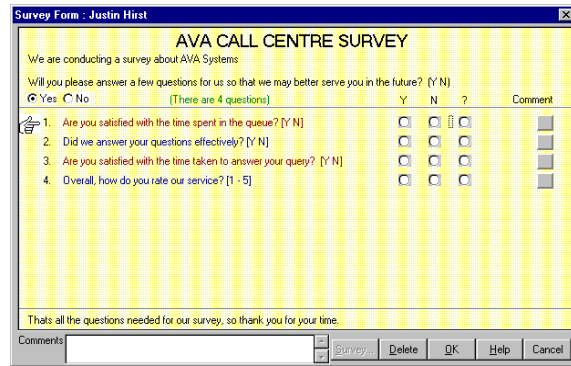 Survey Form : Justin Hirst
AVA CALL CENTRE SURVEY
We are conducting a survey about AVA Systems
Will you please answer a few questions for us so that we may better serve you in the future? (Y N)
Yes No (There are 4 questions) Y N ? Comment
1. Are you satisfied with the time spent in the queue? [Y N]
2. Did we answer your questions effectively? [Y N]
3. Are you satisfied with the time taken to answer your query? [Y N]
4. Overall, how do you rate our service? [1 - 5]
Thats all the questions needed for our survey, so thank you for your time.
Comments Survey... Delete OK Help Cancel